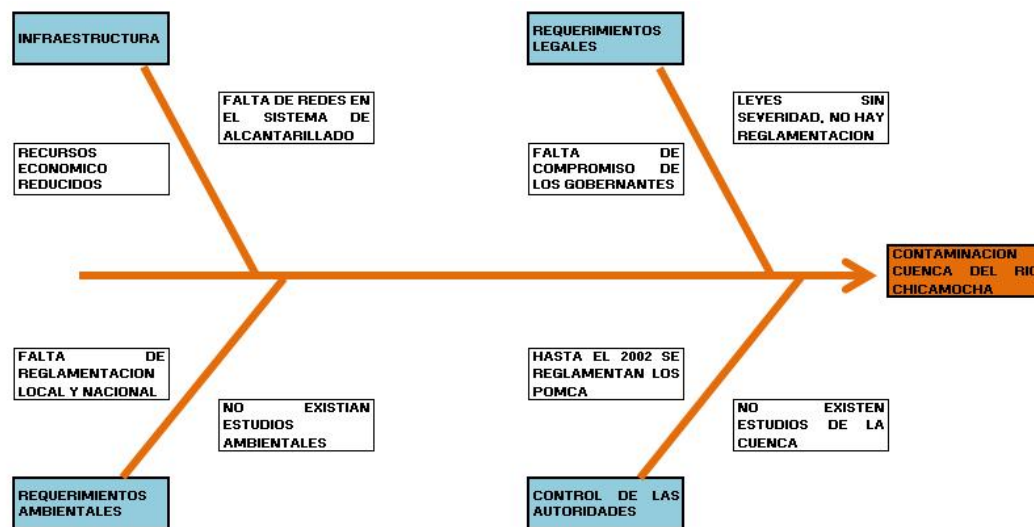 INFRAESTRUCTURA
REQUERIMIENTOS
LEGALES
FALTA DE REDES EN
EL SISTEMA DE
ALCANTARILLADO
RECURSOS
ECONOMICO
REDUCIDOS
LEYES SIN
SEVERIDAD, NO HAY
REGLAMENTACION
FALTA DE
COMPROMISO DE
LOS GOBERNANTES
CONTAMINACION
CUENCA DEL RIO
CHICAMOCHA
FALTA DE
REGLAMENTACION
LOCAL Y NACIONAL
NO EXISTIAN
ESTUDIOS
AMBIENTALES
HASTA EL 2002 SE
REGLAMENTAN LOS
POMCA
NO EXISTEN
ESTUDIOS DE LA
CUENCA
REQUERIMIENTOS
AMBIENTALES
CONTROL DE LAS
AUTORIDADES